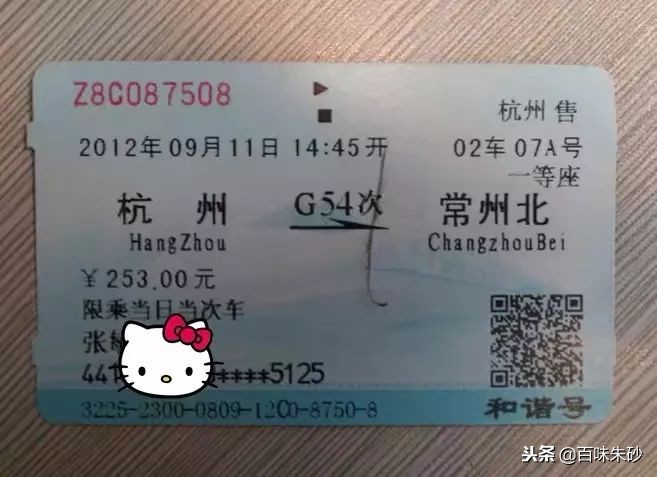 Z8C087508
杭州 售
2012年09月11日 14:45开 02车 07A号
一等座
杭 州 G54次 常州北
HangZhou ChangzhouBei
￥253.00元
限乘当日当次车
张
44 ****5125
3225-2300-0809-12C0-8750-8 和谐号
头条 @百味朱砂